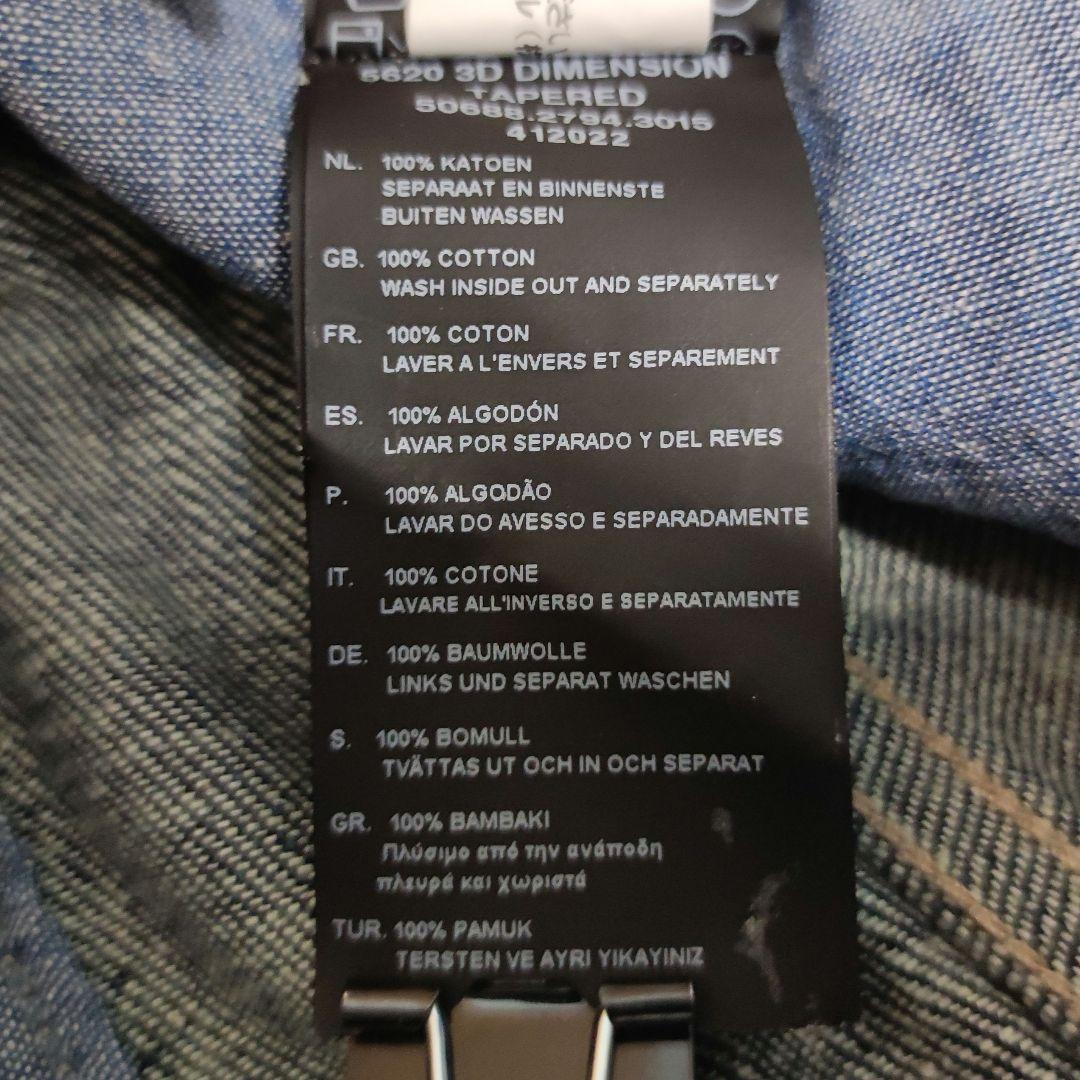 5620 3D DIMENSION
TAPERED
50688.2794.3015
412022
NL. 100% KATOEN
SEPARAAT EN BINNENSTE
BUITEN WASSEN
GB. 100% COTTON
WASH INSIDE OUT AND SEPARATELY
FR. 100% COTON
LAVER A L'ENVERS ET SEPAREMENT
ES. 100% ALGODÓN
LAVAR POR SEPARADO Y DEL REVES
P. 100% ALGODÃO
LAVAR DO AVESSO E SEPARADAMENTE
IT. 100% COTONE
LAVARE ALL'INVERSO E SEPARATAMENTE
DE. 100% BAUMWOLLE
LINKS UND SEPARAT WASCHEN
S. 100% BOMULL
TVÄTTAS UT OCH IN OCH SEPARAT
GR. 100% BAMBAKI
Πλύσιμο από την ανάποδη
πλευρά και χωριστά
TUR. 100% PAMUK
TERSTEN VE AYRI YIKAYINIZ